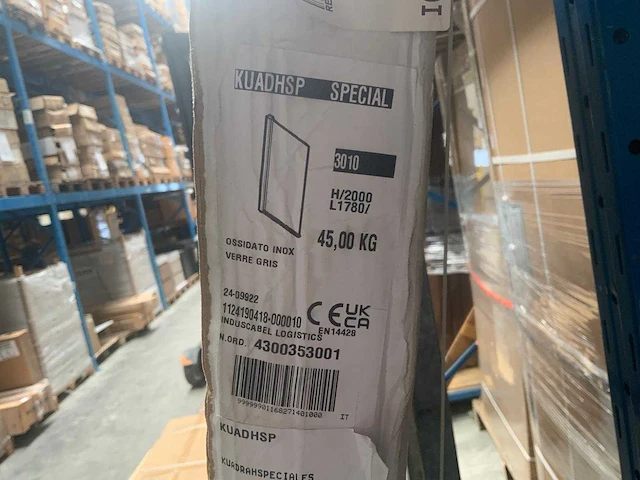 KUADHSP SPECIAL
3010
H/2000
L1780/
45,00 KG
OSSIDATO INOX
VERRE GRIS
24-09922
1124190418-000010
INDUSCABEL LOGISTICS
CE UK CA
EN14428
N.ORD. 4300353001
99999901168271401000 IT
KUADHSP
KUADRAHSPECIALES